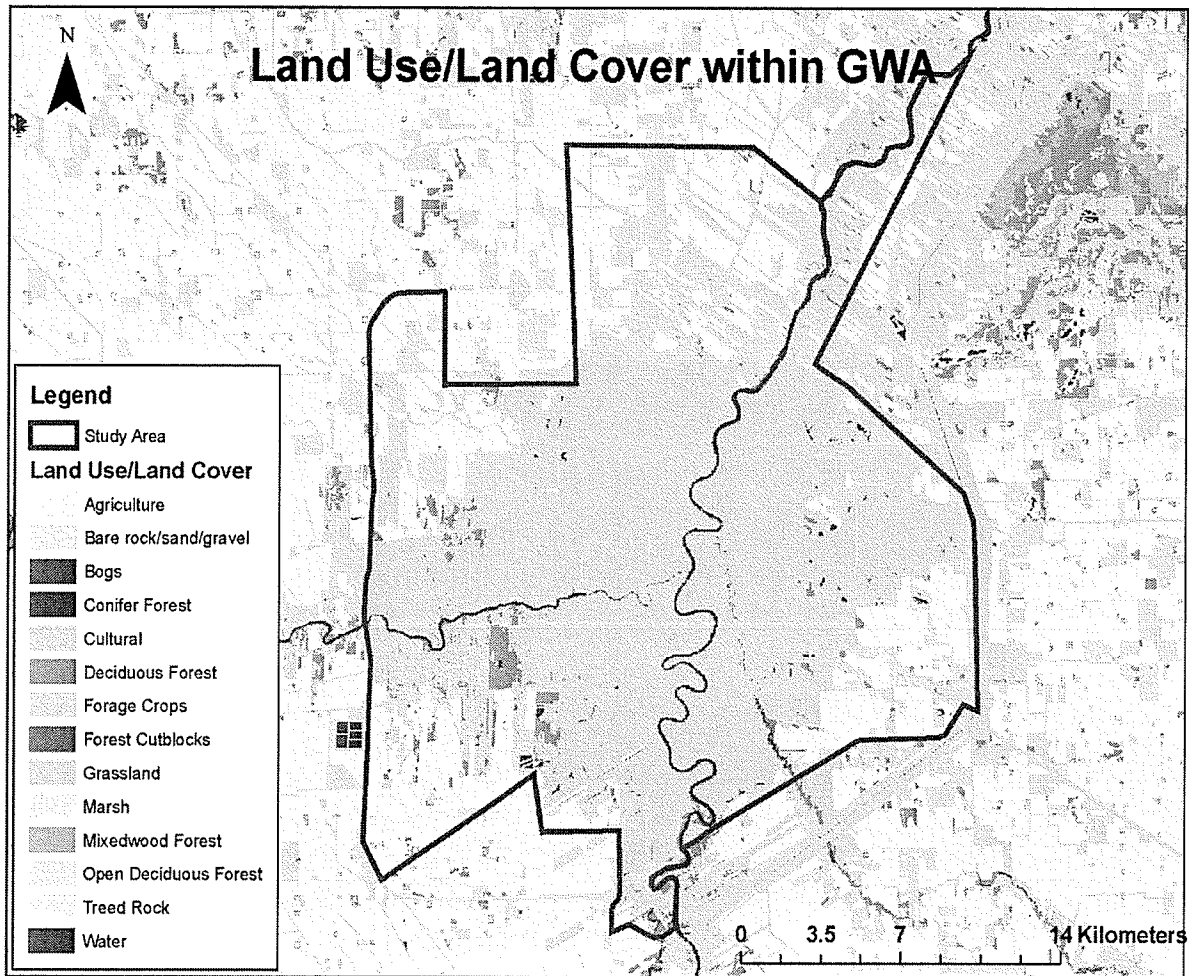 N
Land Use/Land Cover within GWA
Legend
Study Area
Land Use/Land Cover
Agriculture
Bare rock/sand/gravel
Bogs
Conifer Forest
Cultural
Deciduous Forest
Forage Crops
Forest Cutblocks
Grassland
Marsh
Mixedwood Forest
Open Deciduous Forest
Treed Rock
Water
0 3.5 7 14 Kilometers